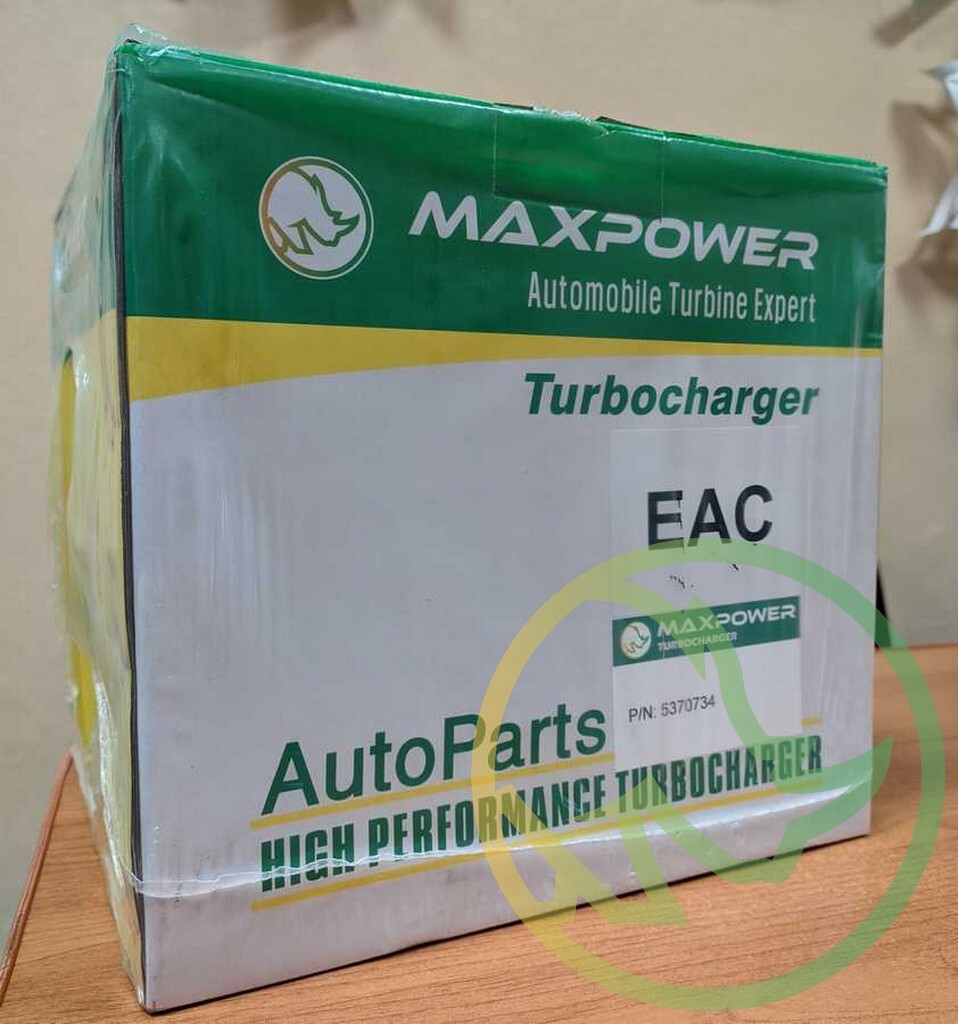 MAXPOWER
Automobile Turbine Expert
Turbocharger
EAC
MAXPOWER
TURBOCHARGER
P/N: 5370734
AutoParts
HIGH PERFORMANCE TURBOCHARGER